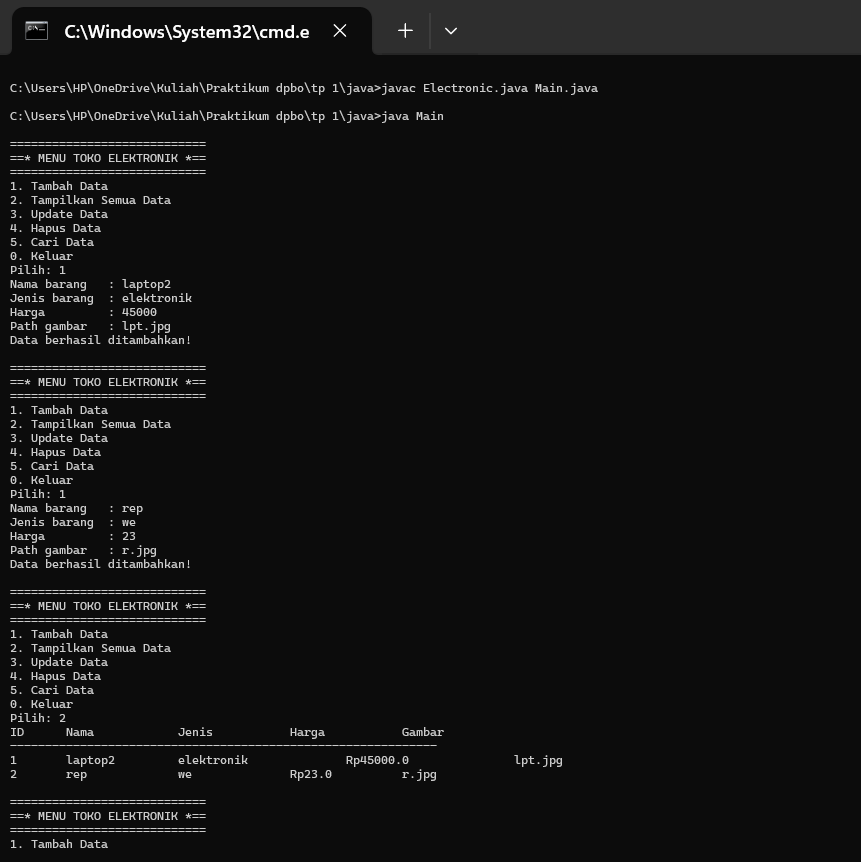 C:\Windows\System32\cmd.e
C:\Users\HP\OneDrive\Kuliah\Praktikum dpbo\tp 1\java>javac Electronic.java Main.java
C:\Users\HP\OneDrive\Kuliah\Praktikum dpbo\tp 1\java>java Main
============================
==* MENU TOKO ELEKTRONIK *==
============================
1. Tambah Data
2. Tampilkan Semua Data
3. Update Data
4. Hapus Data
5. Cari Data
0. Keluar
Pilih: 1
Nama barang   : laptop2
Jenis barang  : elektronik
Harga         : 45000
Path gambar   : lpt.jpg
Data berhasil ditambahkan!
============================
==* MENU TOKO ELEKTRONIK *==
============================
1. Tambah Data
2. Tampilkan Semua Data
3. Update Data
4. Hapus Data
5. Cari Data
0. Keluar
Pilih: 1
Nama barang   : rep
Jenis barang  : we
Harga         : 23
Path gambar   : r.jpg
Data berhasil ditambahkan!
============================
==* MENU TOKO ELEKTRONIK *==
============================
1. Tambah Data
2. Tampilkan Semua Data
3. Update Data
4. Hapus Data
5. Cari Data
0. Keluar
Pilih: 2
ID      Nama            Jenis           Harga           Gambar
-------------------------------------------------------------
1       laptop2         elektronik              Rp45000.0               lpt.jpg
2       rep             we              Rp23.0          r.jpg
============================
==* MENU TOKO ELEKTRONIK *==
============================
1. Tambah Data